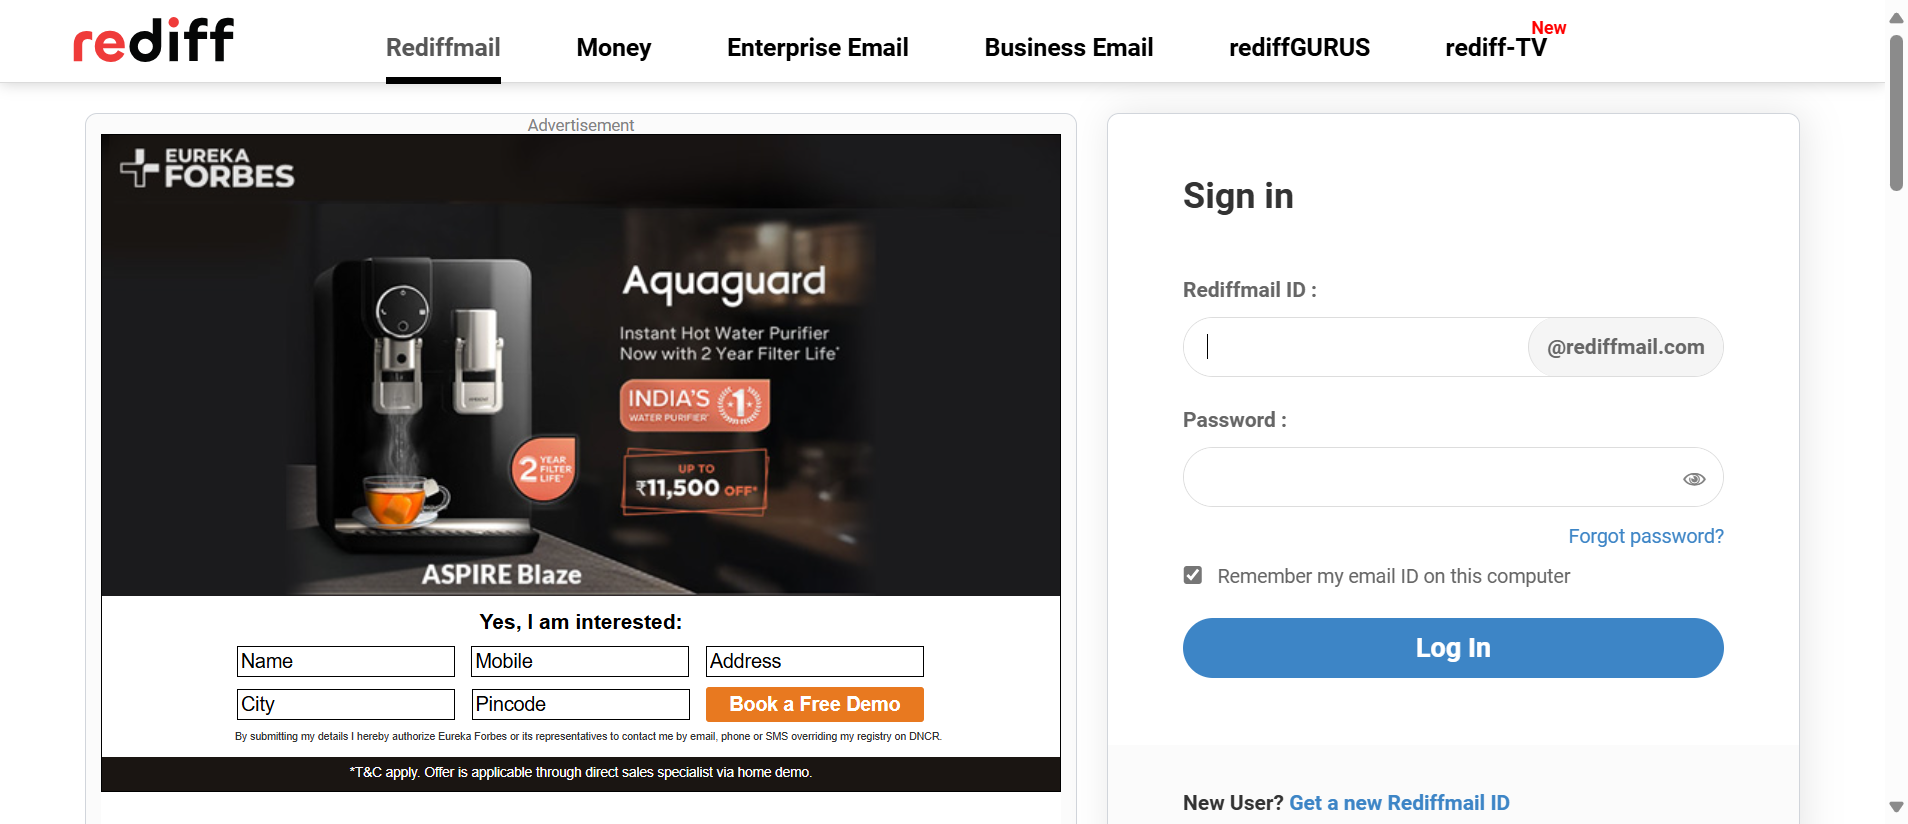 rediff
Rediffmail
Money
Enterprise Email
Business Email
rediffGURUS
rediff-TV
New
Advertisement
EUREKA
FORBES
Aquaguard
Instant Hot Water Purifier
Now with 2 Year Filter Life*
INDIA'S
WATER PURIFIER*
1
2 YEAR
FILTER
LIFE*
UP TO
₹11,500 OFF*
ASPIRE Blaze
Yes, I am interested:
Name
Mobile
Address
City
Pincode
Book a Free Demo
By submitting my details I hereby authorize Eureka Forbes or its representatives to contact me by email, phone or SMS overriding my registry on DNCR.
*T&C apply. Offer is applicable through direct sales specialist via home demo.
Sign in
Rediffmail ID :
@rediffmail.com
Password :
Forgot password?
Remember my email ID on this computer
Log In
New User? Get a new Rediffmail ID